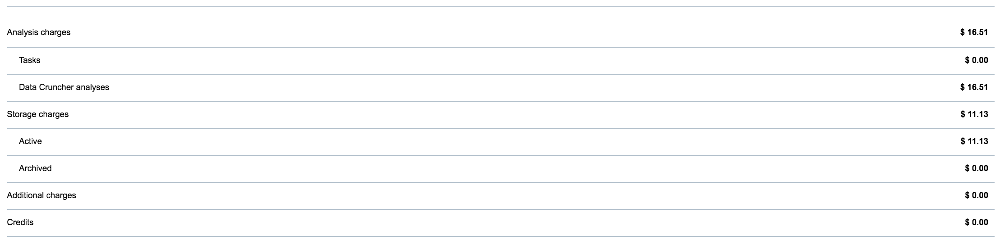 Analysis charges $ 16.51
Tasks $ 0.00
Data Cruncher analyses $ 16.51
Storage charges $ 11.13
Active $ 11.13
Archived $ 0.00
Additional charges $ 0.00
Credits $ 0.00